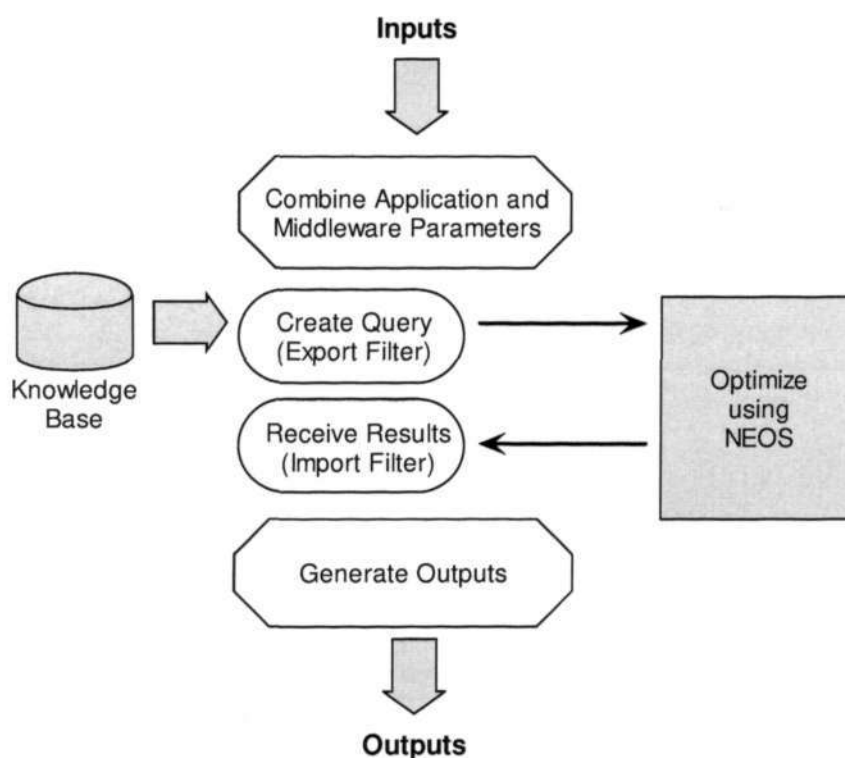 Inputs
Combine Application and
Middleware Parameters
Knowledge
Base
Create Query
(Export Filter)
Receive Results
(Import Filter)
Optimize
using
NEOS
Generate Outputs
Outputs